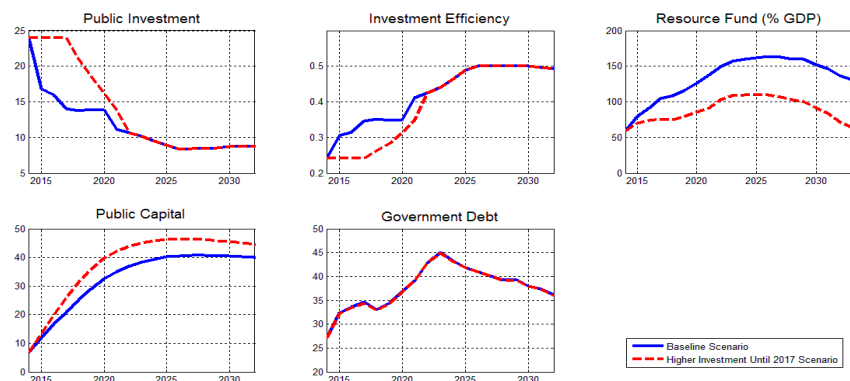 Public Investment
25
20
15
10
5
2015 2020 2025 2030
Investment Efficiency
0.5
0.4
0.3
0.2
2015 2020 2025 2030
Resource Fund (% GDP)
200
150
100
50
0
2015 2020 2025 2030
Public Capital
50
40
30
20
10
0
2015 2020 2025 2030
Government Debt
50
45
40
35
30
25
20
2015 2020 2025 2030
Baseline Scenario
Higher Investment Until 2017 Scenario